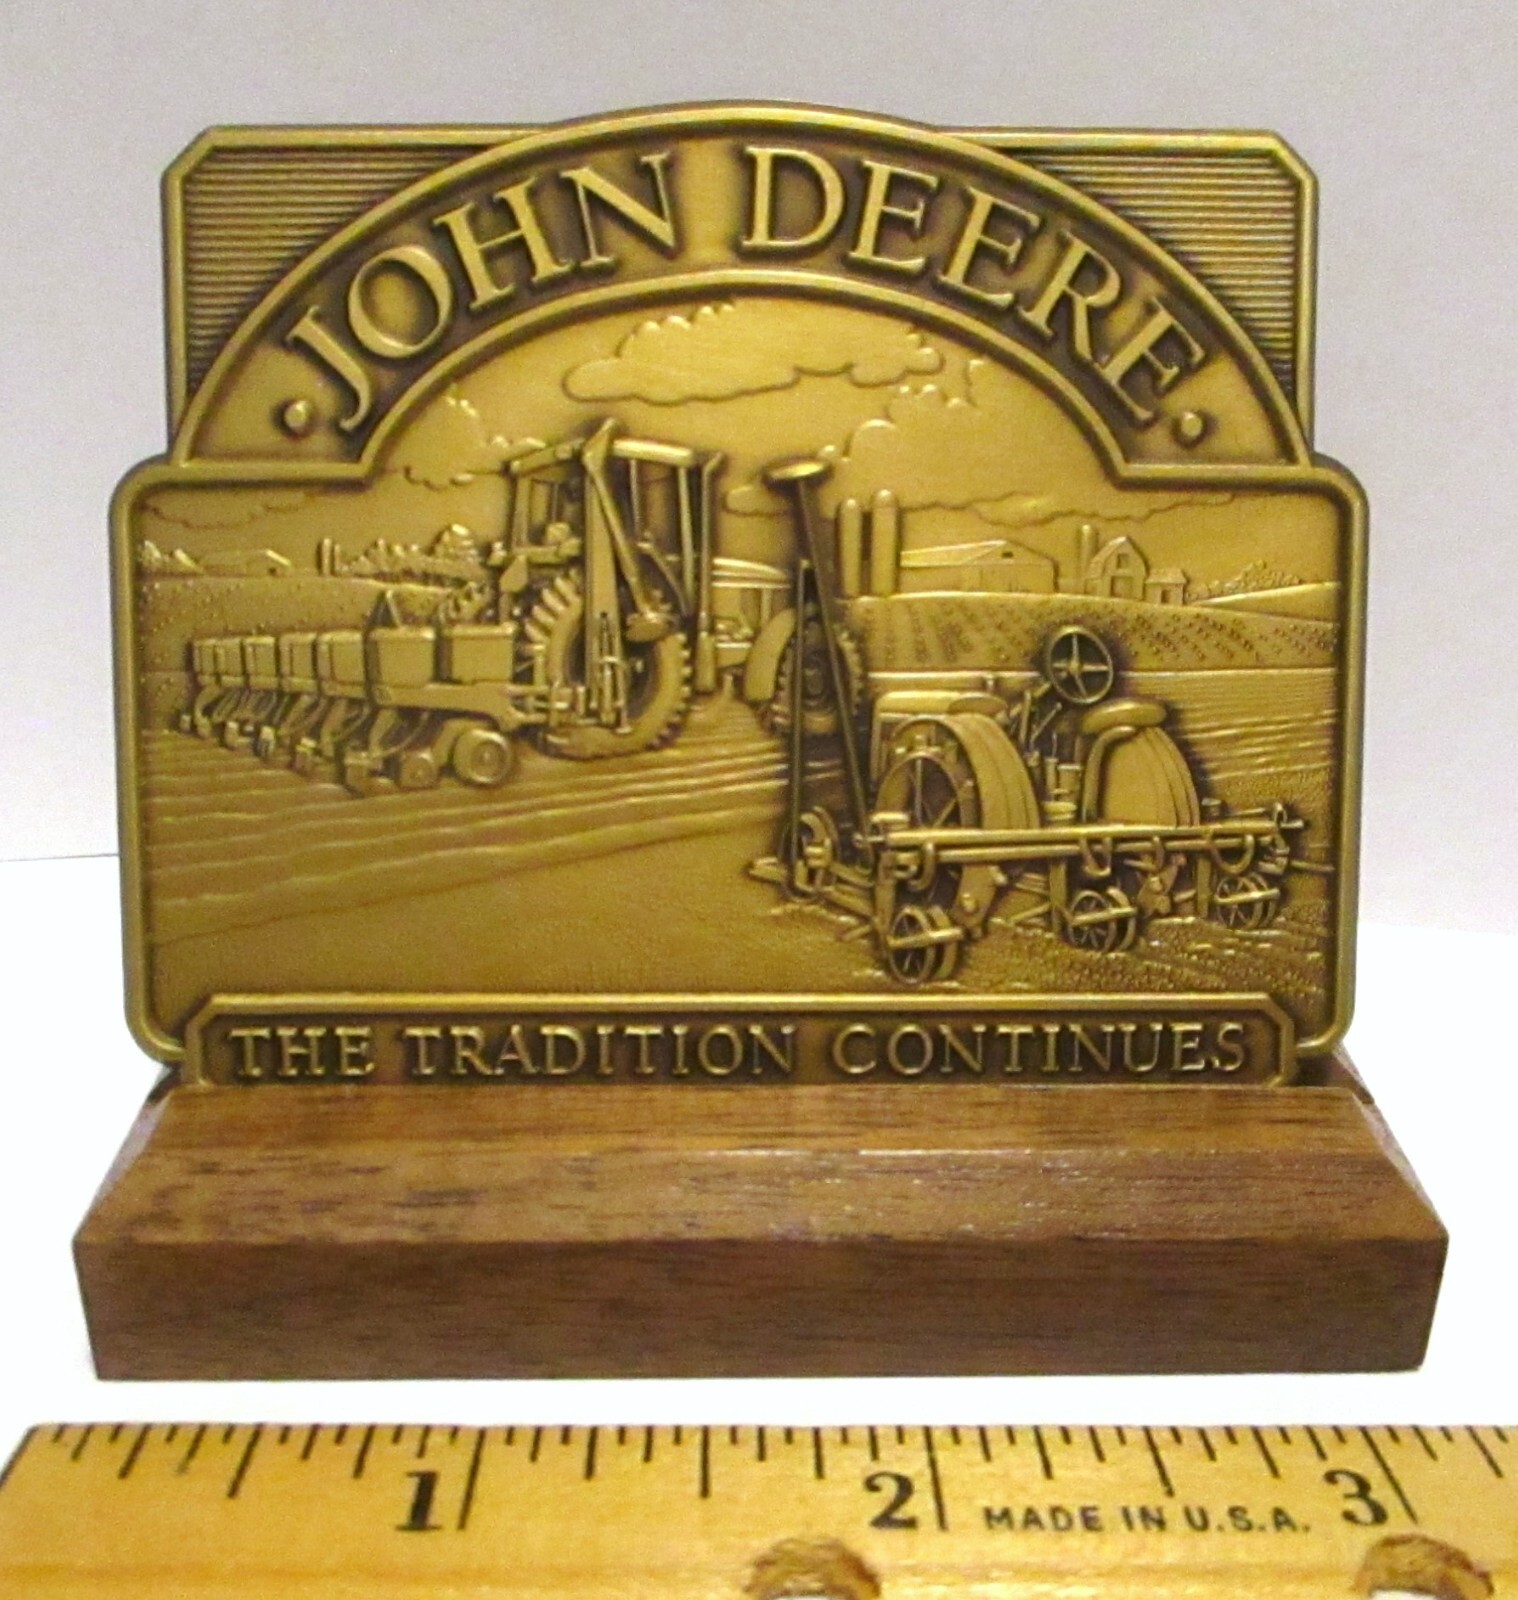 · JOHN DEERE ·
THE TRADITION CONTINUES
1 2 MADE IN U.S.A. 3